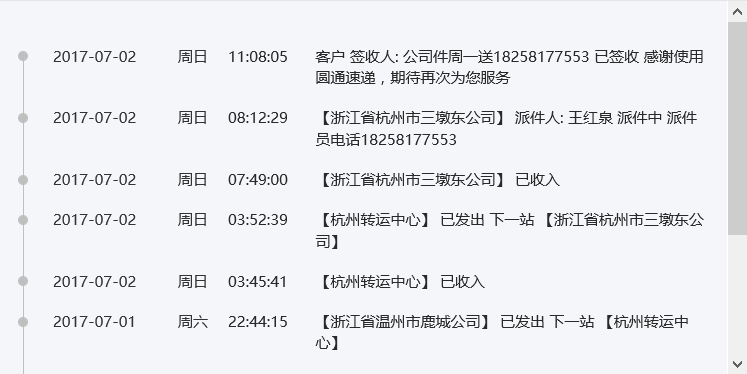 2017-07-02 周日 11:08:05 客户 签收人: 公司件周一送18258177553 已签收 感谢使用
圆通速递，期待再次为您服务
2017-07-02 周日 08:12:29 【浙江省杭州市三墩东公司】 派件人: 王红泉 派件中 派件
员电话18258177553
2017-07-02 周日 07:49:00 【浙江省杭州市三墩东公司】 已收入
2017-07-02 周日 03:52:39 【杭州转运中心】 已发出 下一站 【浙江省杭州市三墩东公
司】
2017-07-02 周日 03:45:41 【杭州转运中心】 已收入
2017-07-01 周六 22:44:15 【浙江省温州市鹿城公司】 已发出 下一站 【杭州转运中
心】